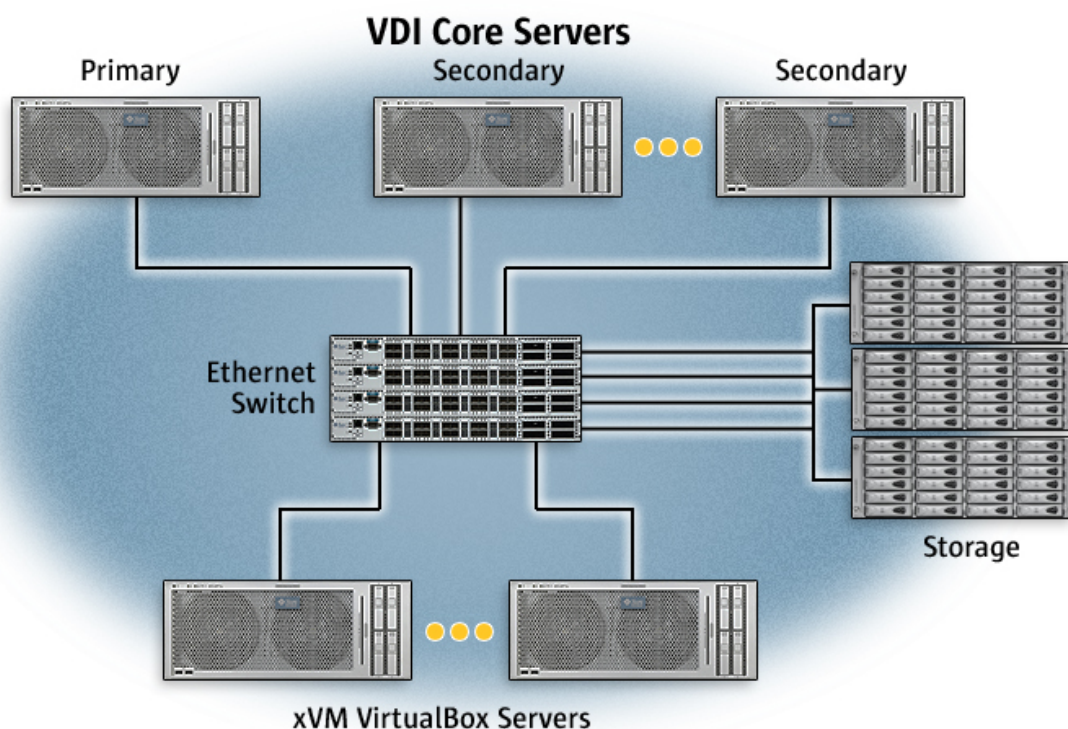 VDI Core Servers
Primary
Secondary
Secondary
Ethernet
Switch
Storage
xVM VirtualBox Servers